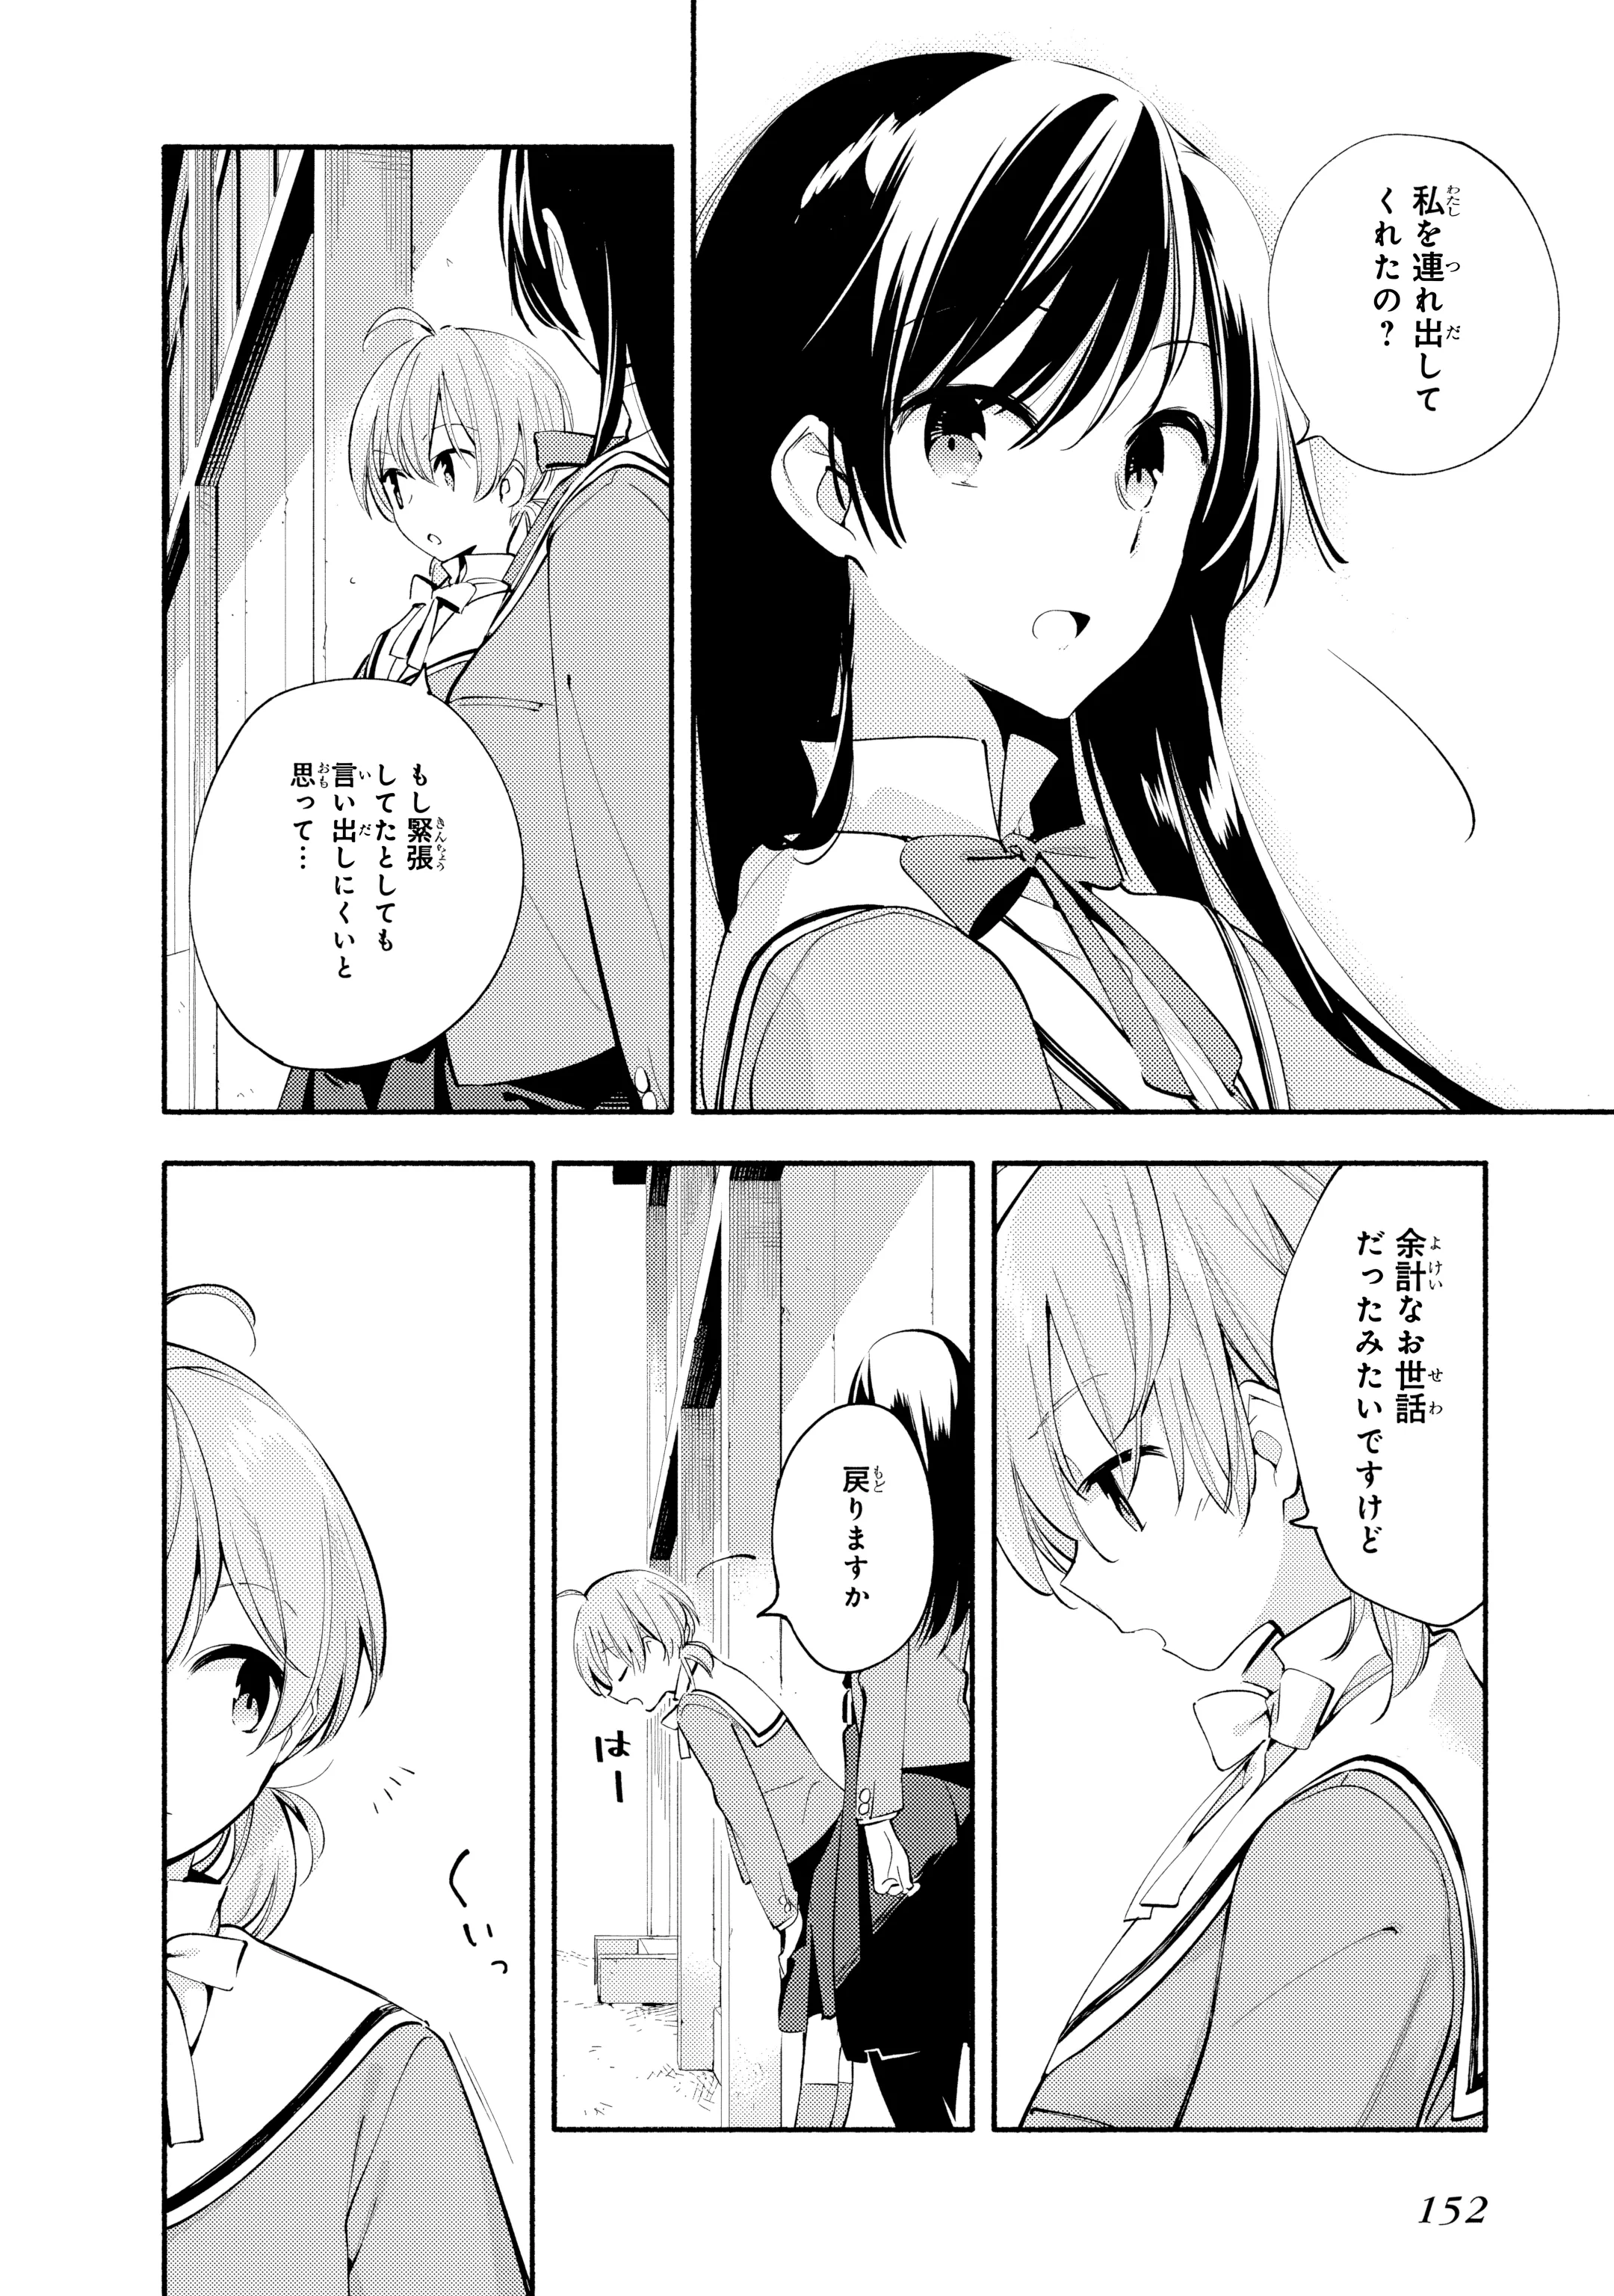 私を連れ出して
くれたの?
もし緊張
してたとしても
言い出しにくいと
思って…
余計なお世話
だったみたいですけど
戻りますか
はー
くいっ
152